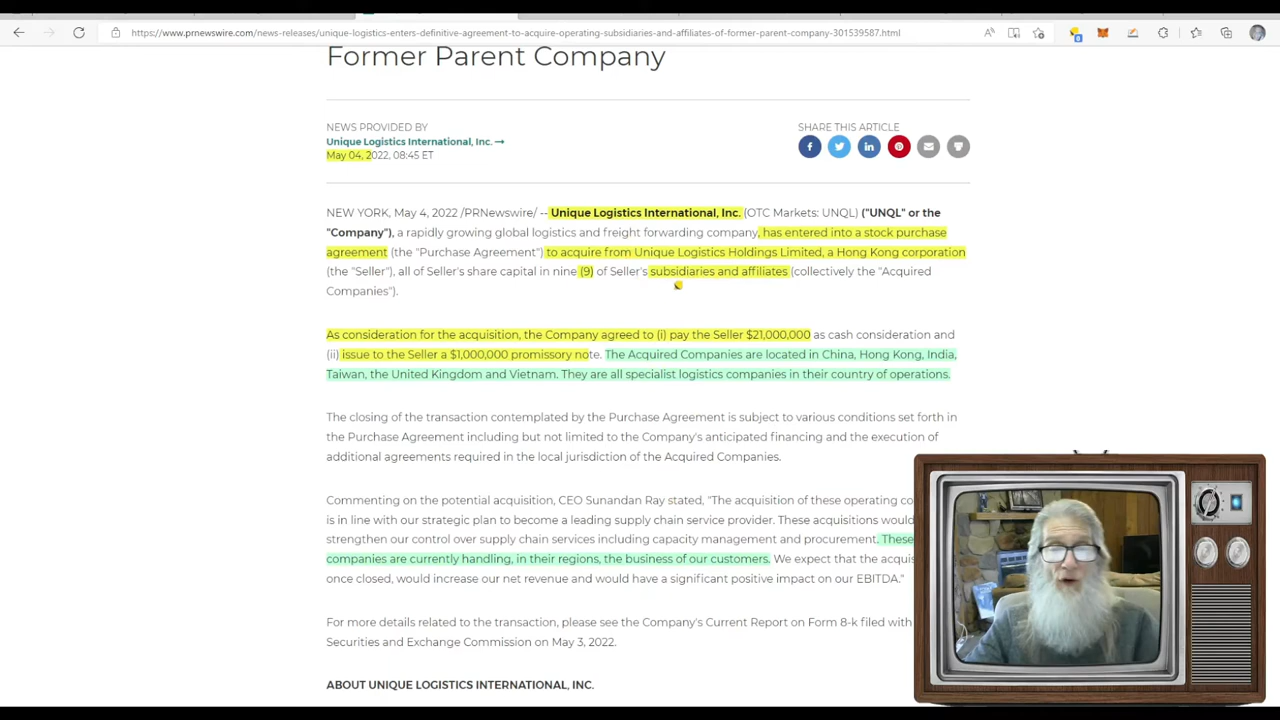 https://www.prnewswire.com/news-releases/unique-logistics-enters-definitive-agreement-to-acquire-operating-subsidiaries-and-affiliates-of-former-parent-company-301539587.html
Former Parent Company
NEWS PROVIDED BY
Unique Logistics International, Inc. →
May 04, 2022, 08:45 ET
SHARE THIS ARTICLE
NEW YORK, May 4, 2022 /PRNewswire/ -- Unique Logistics International, Inc. (OTC Markets: UNQL) ("UNQL" or the
"Company"), a rapidly growing global logistics and freight forwarding company, has entered into a stock purchase
agreement (the "Purchase Agreement") to acquire from Unique Logistics Holdings Limited, a Hong Kong corporation
(the "Seller"), all of Seller's share capital in nine (9) of Seller's subsidiaries and affiliates (collectively the "Acquired
Companies").
As consideration for the acquisition, the Company agreed to (i) pay the Seller $21,000,000 as cash consideration and
(ii) issue to the Seller a $1,000,000 promissory note. The Acquired Companies are located in China, Hong Kong, India,
Taiwan, the United Kingdom and Vietnam. They are all specialist logistics companies in their country of operations.
The closing of the transaction contemplated by the Purchase Agreement is subject to various conditions set forth in
the Purchase Agreement including but not limited to the Company's anticipated financing and the execution of
additional agreements required in the local jurisdiction of the Acquired Companies.
Commenting on the potential acquisition, CEO Sunandan Ray stated, "The acquisition of these operating co
is in line with our strategic plan to become a leading supply chain service provider. These acquisitions would
strengthen our control over supply chain services including capacity management and procurement. These
companies are currently handling, in their regions, the business of our customers. We expect that the acquis
once closed, would increase our net revenue and would have a significant positive impact on our EBITDA."
For more details related to the transaction, please see the Company's Current Report on Form 8-k filed with
Securities and Exchange Commission on May 3, 2022.
ABOUT UNIQUE LOGISTICS INTERNATIONAL, INC.